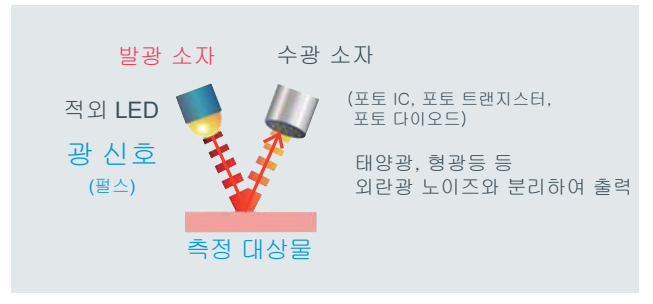 발광 소자
수광 소자
적외 LED
광 신호
(펄스)
(포토 IC, 포토 트랜지스터,
포토 다이오드)
태양광, 형광등 등
외란광 노이즈와 분리하여 출력
측정 대상물